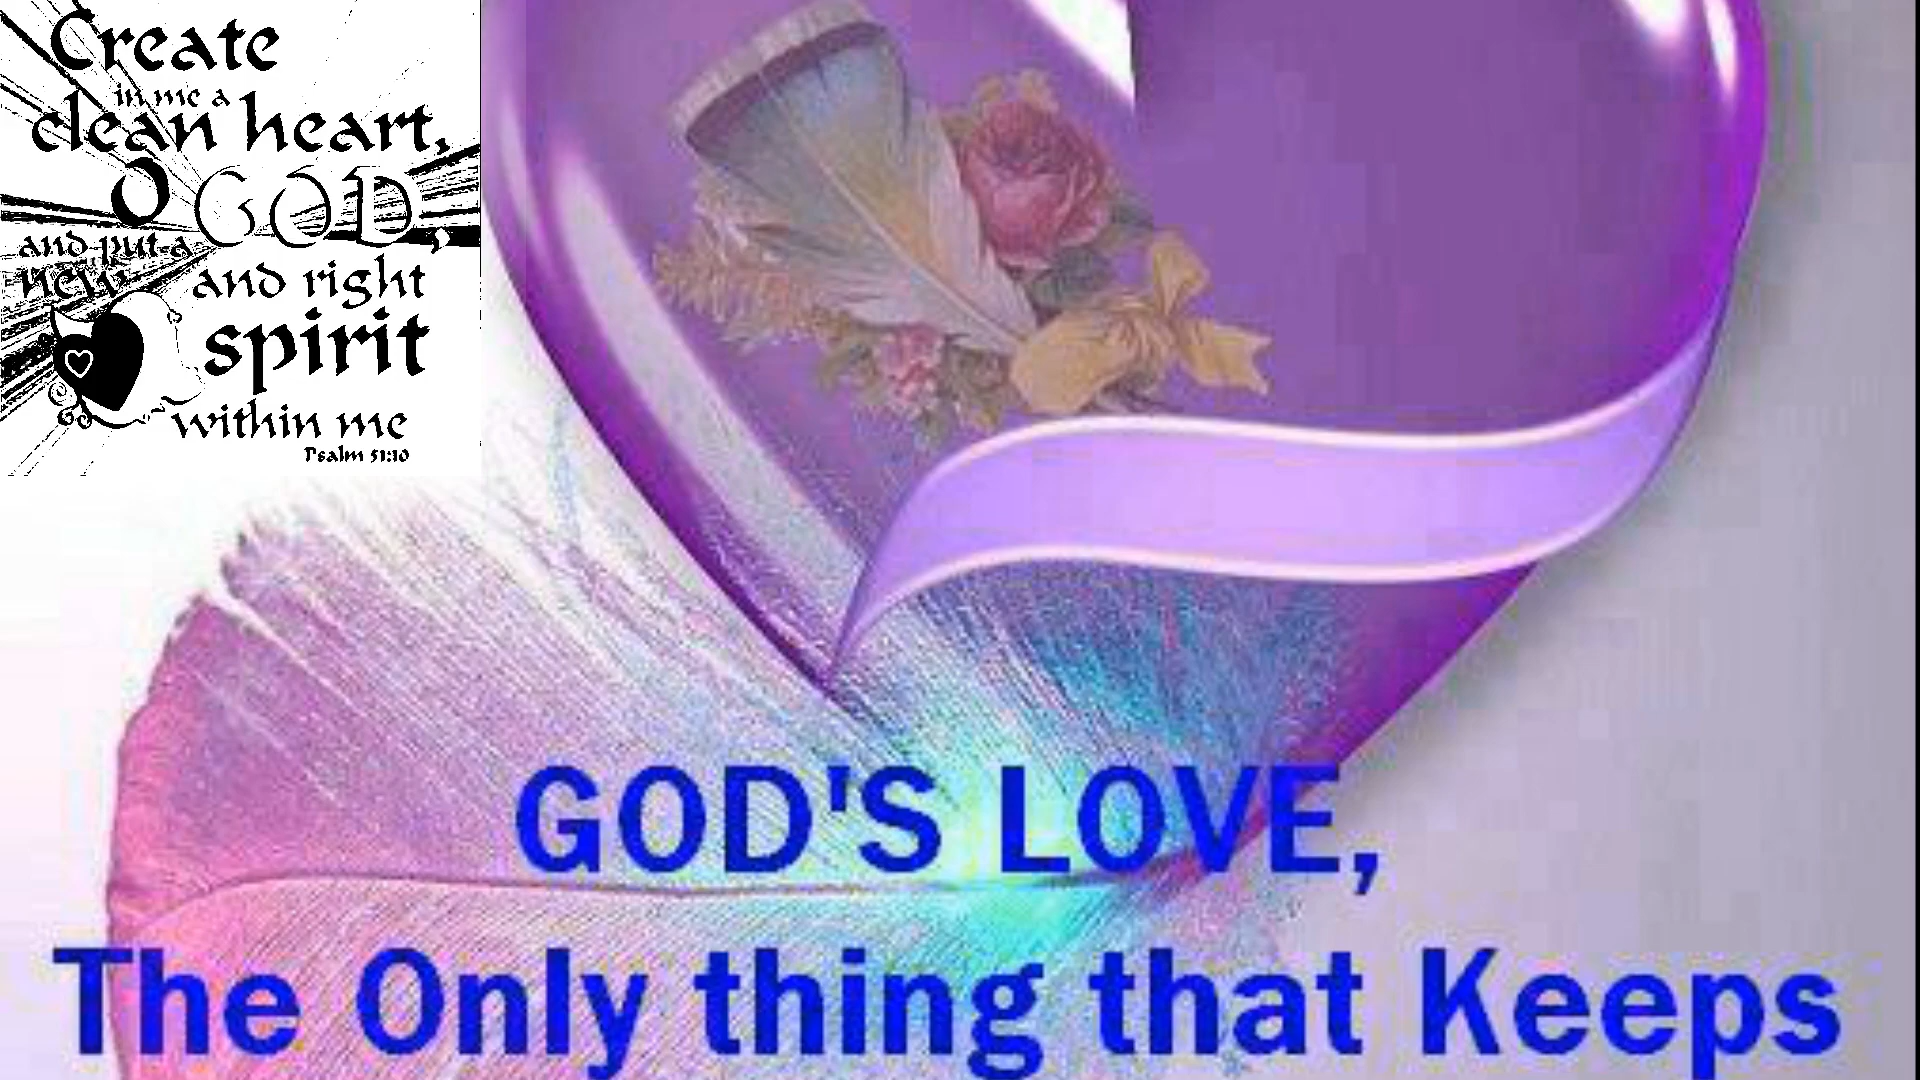 Create
in me a
clean heart,
O GOD,
and put a
new and right
spirit
within me
Psalm 51:10
GOD'S LOVE,
The Only thing that Keeps